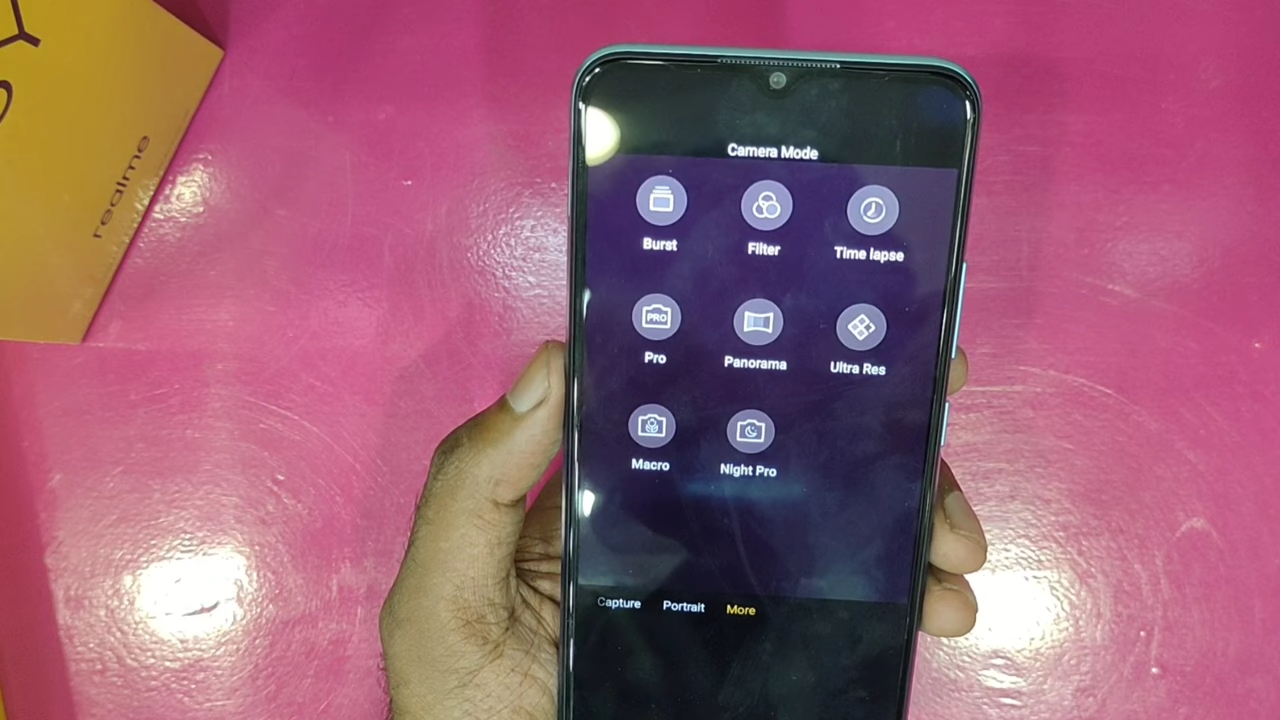 realme
Camera Mode
Burst
Filter
Time lapse
PRO
Pro
Panorama
Ultra Res
Macro
Night Pro
Capture
Portrait
More